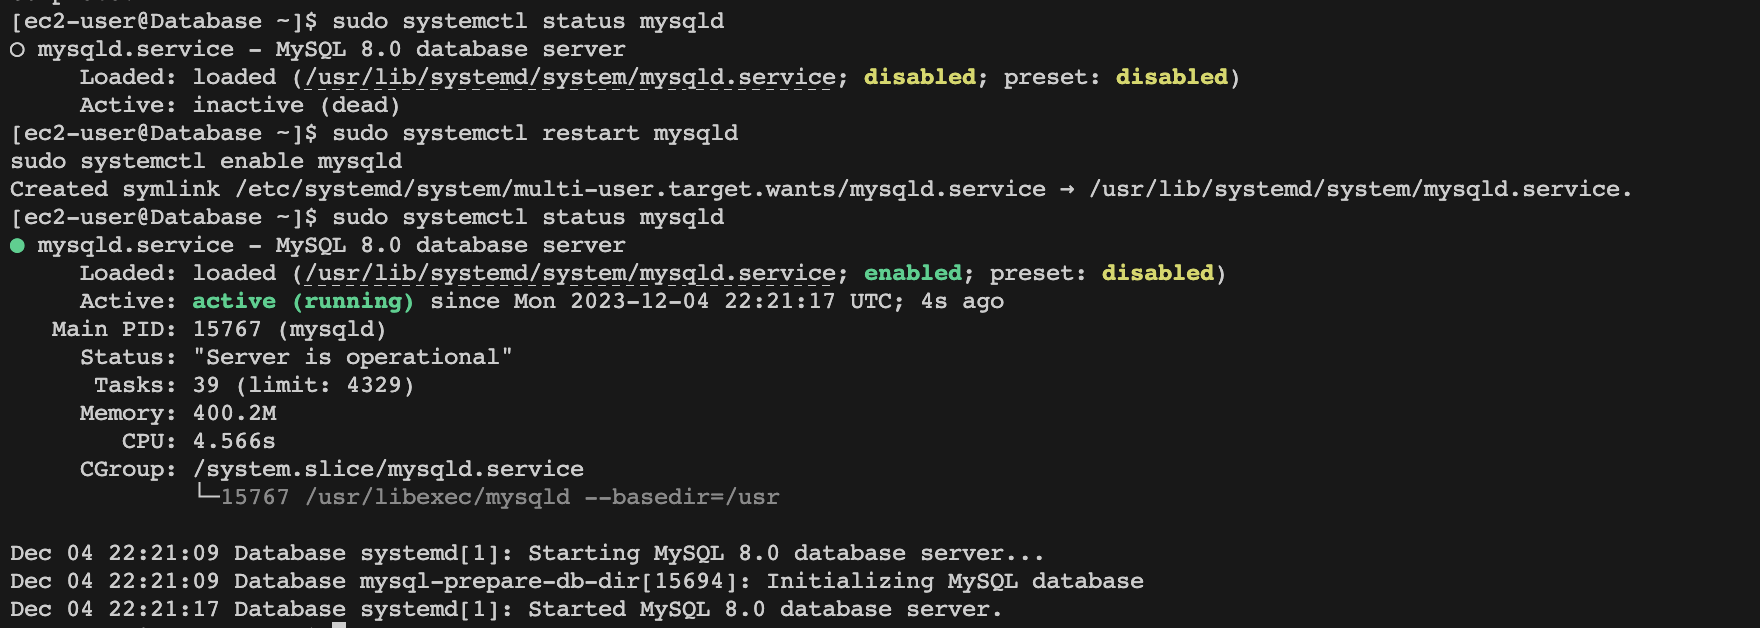 [ec2-user@Database ~]$ sudo systemctl status mysqld
○ mysqld.service - MySQL 8.0 database server
     Loaded: loaded (/usr/lib/systemd/system/mysqld.service; disabled; preset: disabled)
     Active: inactive (dead)
[ec2-user@Database ~]$ sudo systemctl restart mysqld
sudo systemctl enable mysqld
Created symlink /etc/systemd/system/multi-user.target.wants/mysqld.service → /usr/lib/systemd/system/mysqld.service.
[ec2-user@Database ~]$ sudo systemctl status mysqld
● mysqld.service - MySQL 8.0 database server
     Loaded: loaded (/usr/lib/systemd/system/mysqld.service; enabled; preset: disabled)
     Active: active (running) since Mon 2023-12-04 22:21:17 UTC; 4s ago
   Main PID: 15767 (mysqld)
     Status: "Server is operational"
      Tasks: 39 (limit: 4329)
     Memory: 400.2M
        CPU: 4.566s
     CGroup: /system.slice/mysqld.service
             └─15767 /usr/libexec/mysqld --basedir=/usr

Dec 04 22:21:09 Database systemd[1]: Starting MySQL 8.0 database server...
Dec 04 22:21:09 Database mysql-prepare-db-dir[15694]: Initializing MySQL database
Dec 04 22:21:17 Database systemd[1]: Started MySQL 8.0 database server.